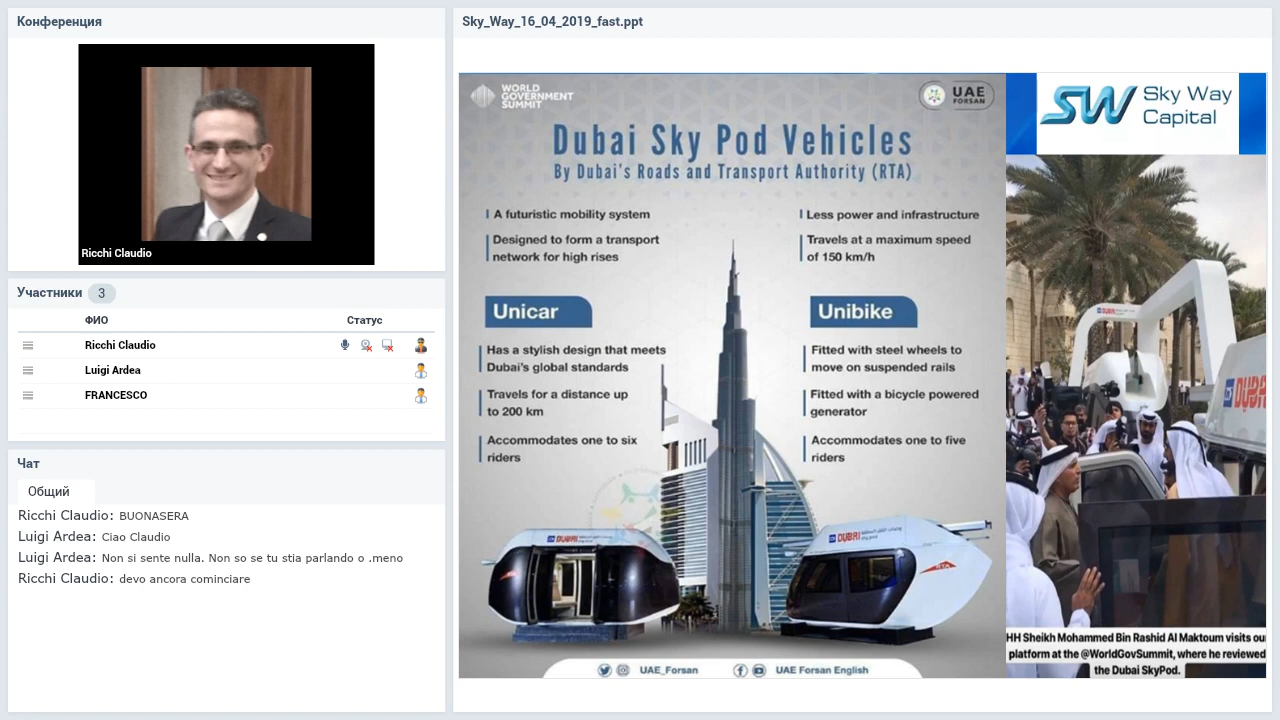 Конференция
Ricchi Claudio
Участники 3
ФИО Статус
Ricchi Claudio
Luigi Ardea
FRANCESCO
Чат
Общий
Ricchi Claudio: BUONASERA
Luigi Ardea: Ciao Claudio
Luigi Ardea: Non si sente nulla. Non so se tu stia parlando o .meno
Ricchi Claudio: devo ancora cominciare
Sky_Way_16_04_2019_fast.ppt
WORLD
GOVERNMENT
SUMMIT
UAE
FORSAN
Dubai Sky Pod Vehicles
By Dubai's Roads and Transport Authority (RTA)
A futuristic mobility system
Designed to form a transport
network for high rises
Less power and infrastructure
Travels at a maximum speed
of 150 km/h
Unicar
Has a stylish design that meets
Dubai's global standards
Travels for a distance up
to 200 km
Accommodates one to six
riders
Unibike
Fitted with steel wheels to
move on suspended rails
Fitted with a bicycle powered
generator
Accommodates one to five
riders
DUBAI
DUBAI
RTA
UAE_Forsan
UAE Forsan English
SW Sky Way
Capital
DUBAI
DUBAI
HH Sheikh Mohammed Bin Rashid Al Maktoum visits ou
platform at the @WorldGovSummit, where he reviewed
the Dubai SkyPod.